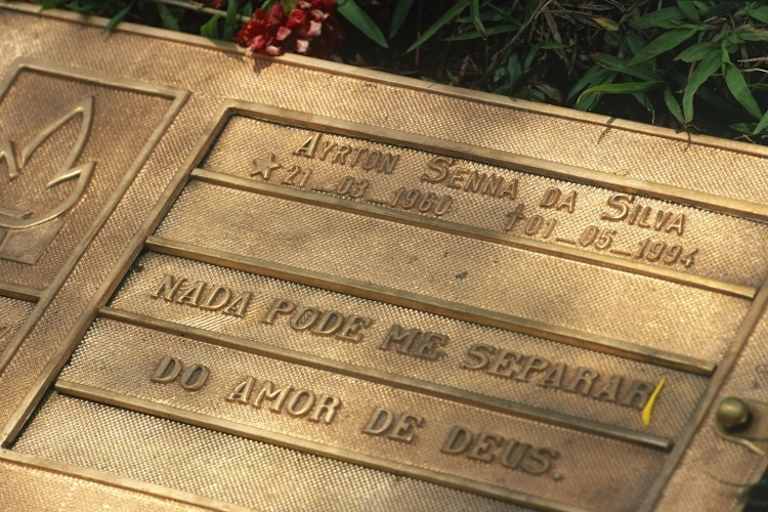 AYRTON SENNA DA SILVA
☆21_03_1960 †01_05_1994
NADA PODE ME SEPARAR
DO AMOR DE DEUS.